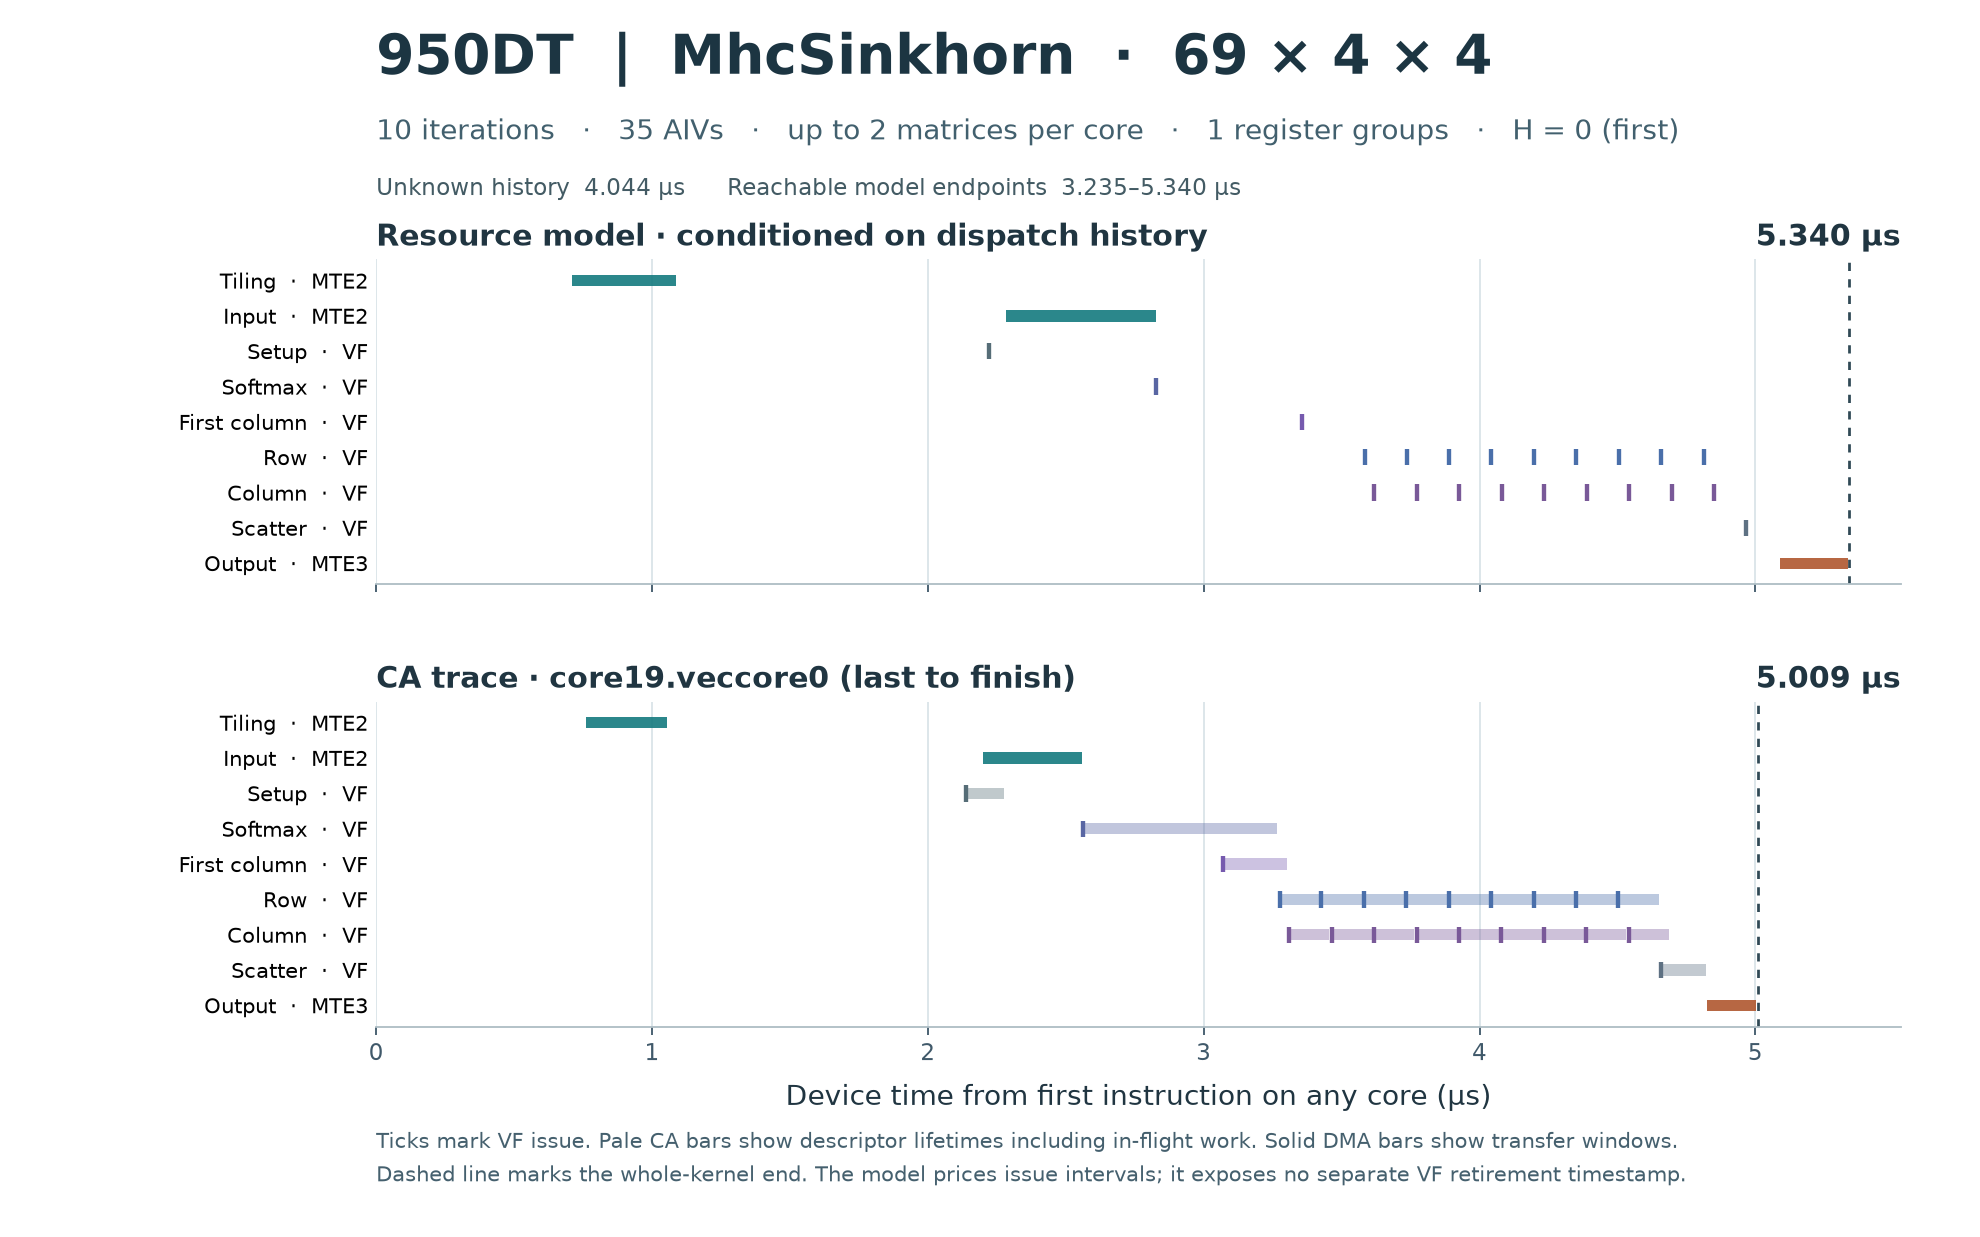 950DT | MhcSinkhorn · 69 × 4 × 4
10 iterations · 35 AIVs · up to 2 matrices per core · 1 register groups · H = 0 (first)
Unknown history 4.044 µs Reachable model endpoints 3.235–5.340 µs
Resource model · conditioned on dispatch history 5.340 µs
Tiling · MTE2
Input · MTE2
Setup · VF
Softmax · VF
First column · VF
Row · VF
Column · VF
Scatter · VF
Output · MTE3
CA trace · core19.veccore0 (last to finish) 5.009 µs
Tiling · MTE2
Input · MTE2
Setup · VF
Softmax · VF
First column · VF
Row · VF
Column · VF
Scatter · VF
Output · MTE3
0 1 2 3 4 5
Device time from first instruction on any core (µs)
Ticks mark VF issue. Pale CA bars show descriptor lifetimes including in-flight work. Solid DMA bars show transfer windows.
Dashed line marks the whole-kernel end. The model prices issue intervals; it exposes no separate VF retirement timestamp.